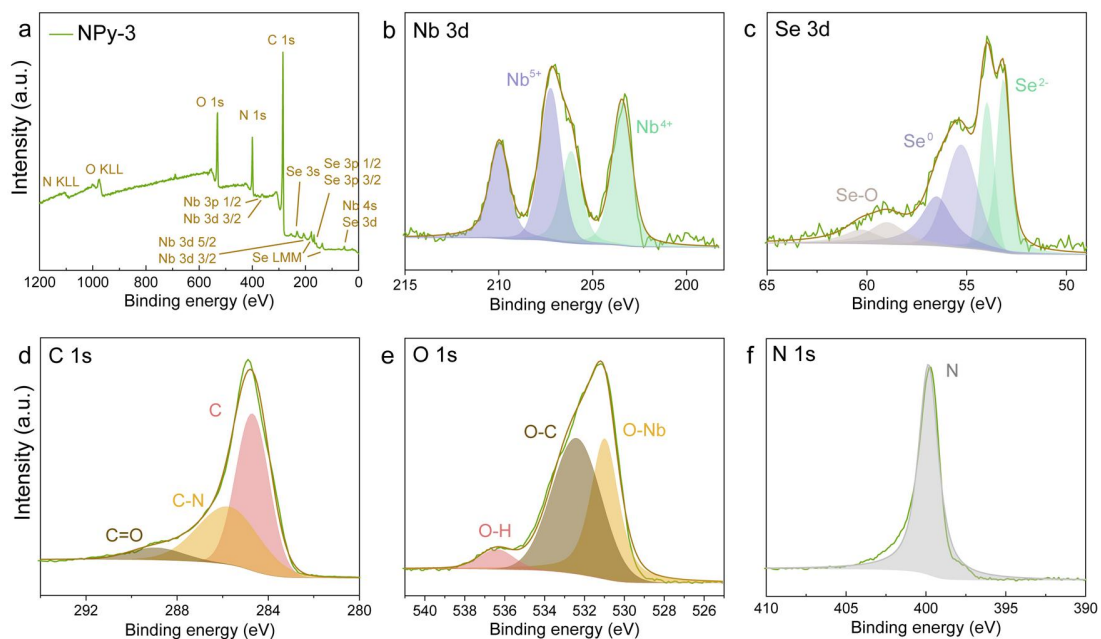 a
NPy-3
C 1s
O 1s
N 1s
N KLL
O KLL
Se 3s
Se 3p 1/2
Se 3p 3/2
Nb 3p 1/2
Nb 3d 3/2
Nb 4s
Se 3d
Nb 3d 5/2
Nb 3d 3/2
Se LMM
Intensity (a.u.)
1200 1000 800 600 400 200 0
Binding energy (eV)
b
Nb 3d
Nb⁵⁺
Nb⁴⁺
215 210 205 200
Binding energy (eV)
c
Se 3d
Se²⁻
Se⁰
Se-O
65 60 55 50
Binding energy (eV)
d
C 1s
C
C-N
C=O
Intensity (a.u.)
292 288 284 280
Binding energy (eV)
e
O 1s
O-C
O-Nb
O-H
540 538 536 534 532 530 528 526
Binding energy (eV)
f
N 1s
N
410 405 400 395 390
Binding energy (eV)